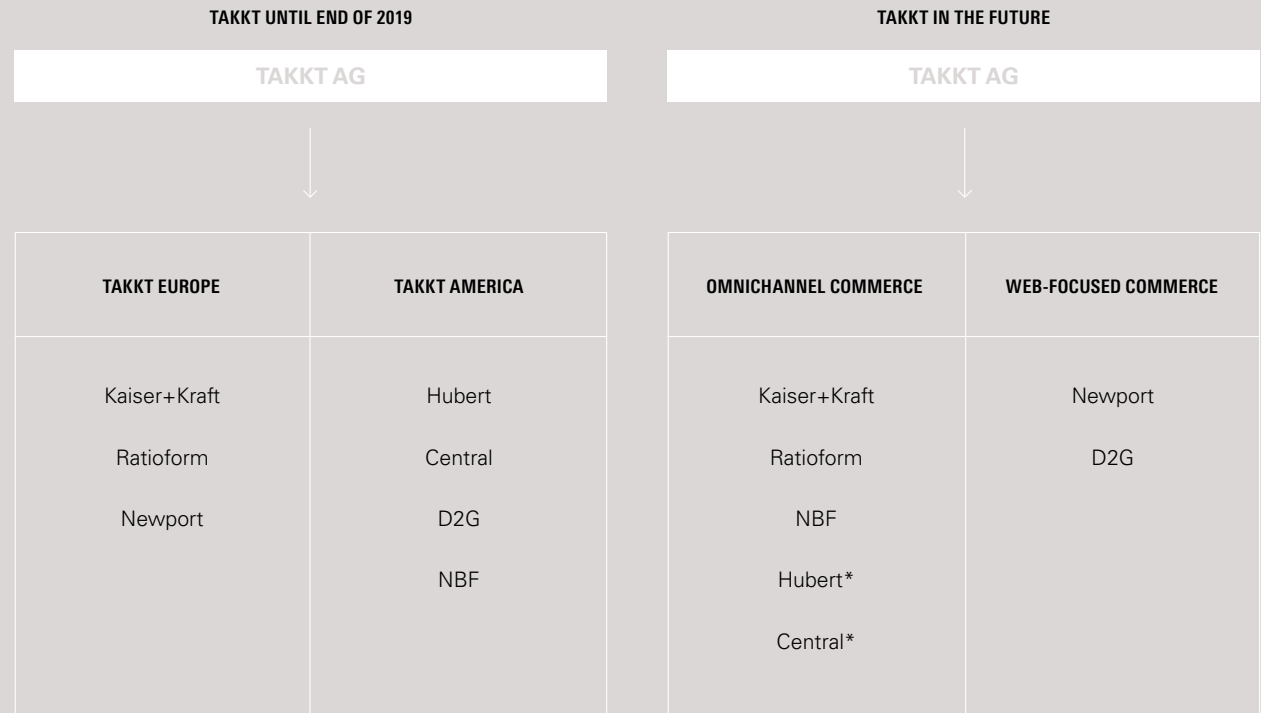 TAKKT UNTIL END OF 2019
TAKKT AG
TAKKT EUROPE
TAKKT AMERICA
Kaiser+Kraft
Ratioform
Newport
Hubert
Central
D2G
NBF
TAKKT IN THE FUTURE
TAKKT AG
OMNICHANNEL COMMERCE
WEB-FOCUSED COMMERCE
Kaiser+Kraft
Ratioform
NBF
Hubert*
Central*
Newport
D2G